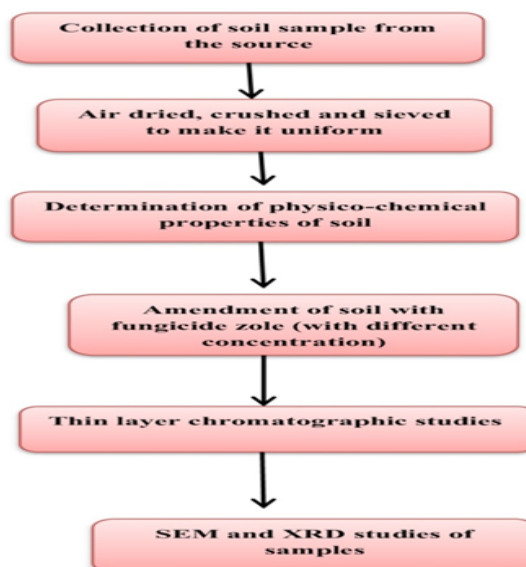 Collection of soil sample from
the source
Air dried, crushed and sieved
to make it uniform
Determination of physico-chemical
properties of soil
Amendment of soil with
fungicide zole (with different
concentration)
Thin layer chromatographic studies
SEM and XRD studies of
samples